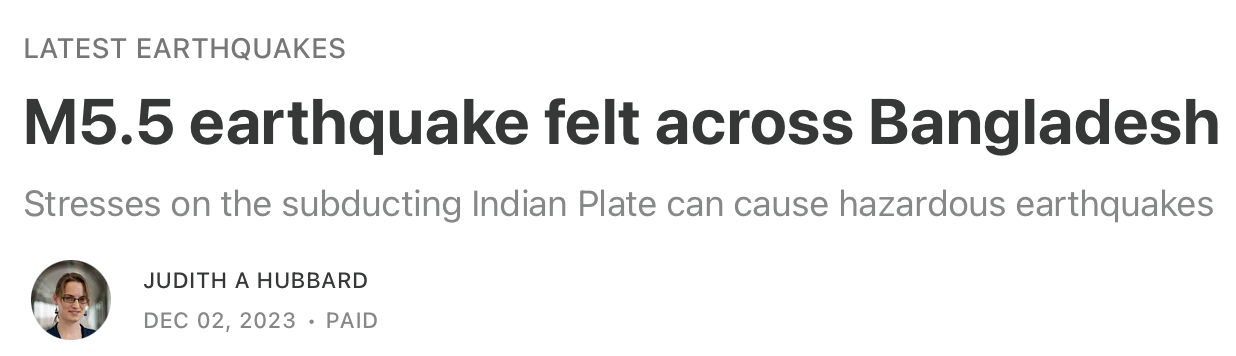 LATEST EARTHQUAKES
M5.5 earthquake felt across Bangladesh
Stresses on the subducting Indian Plate can cause hazardous earthquakes
JUDITH A HUBBARD
DEC 02, 2023 • PAID